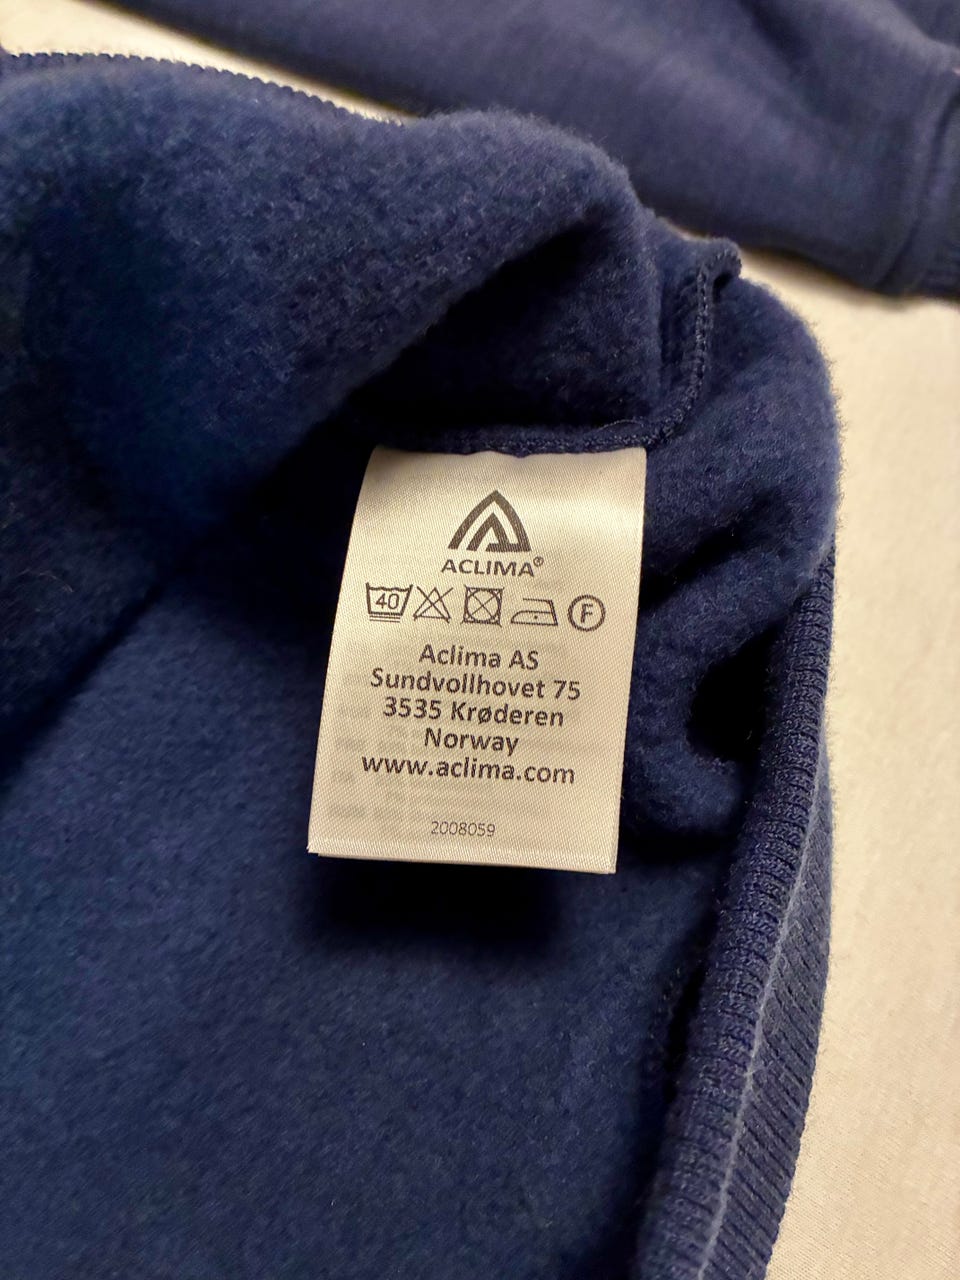 ACLIMA®
40 F
Aclima AS
Sundvollhovet 75
3535 Krøderen
Norway
www.aclima.com
2008059